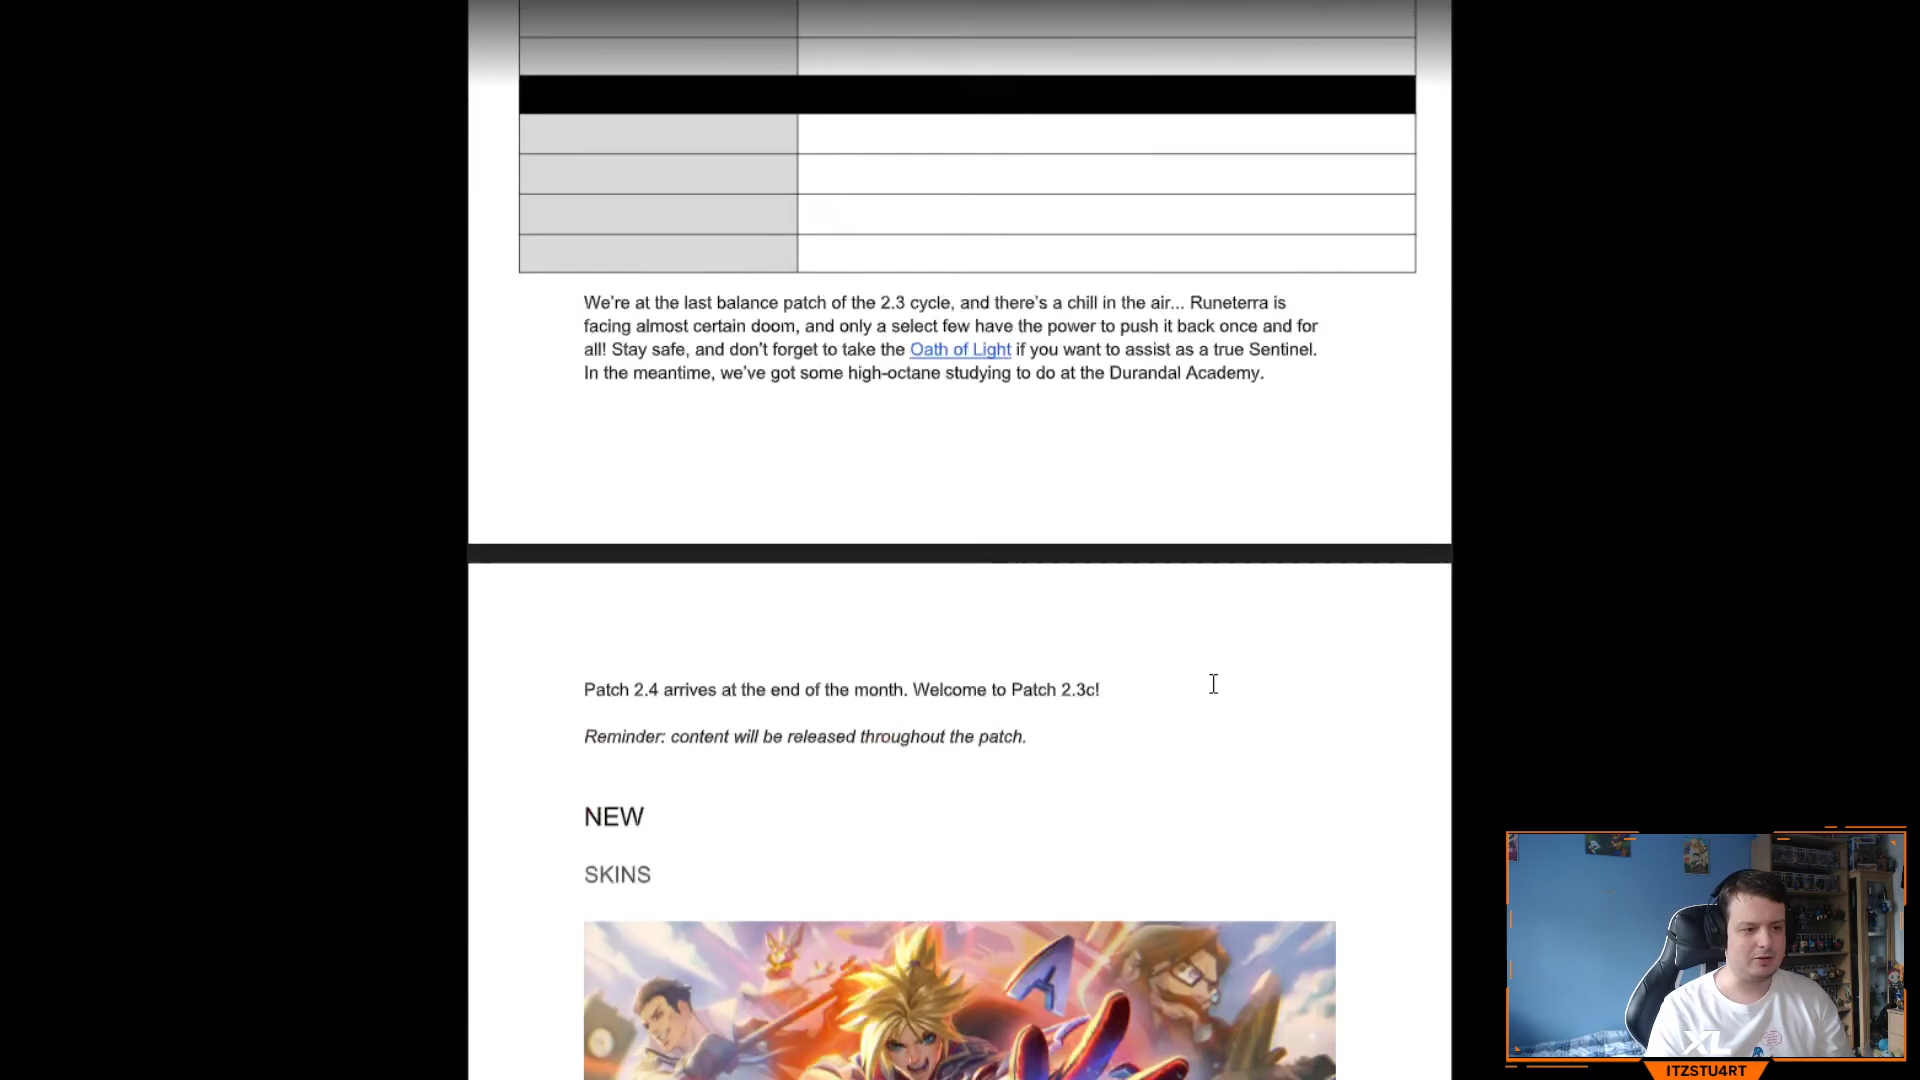 We're at the last balance patch of the 2.3 cycle, and there's a chill in the air... Runeterra is
facing almost certain doom, and only a select few have the power to push it back once and for
all! Stay safe, and don't forget to take the Oath of Light if you want to assist as a true Sentinel.
In the meantime, we've got some high-octane studying to do at the Durandal Academy.
Patch 2.4 arrives at the end of the month. Welcome to Patch 2.3c!
Reminder: content will be released throughout the patch.
NEW
SKINS
XL
ITZSTU4RT